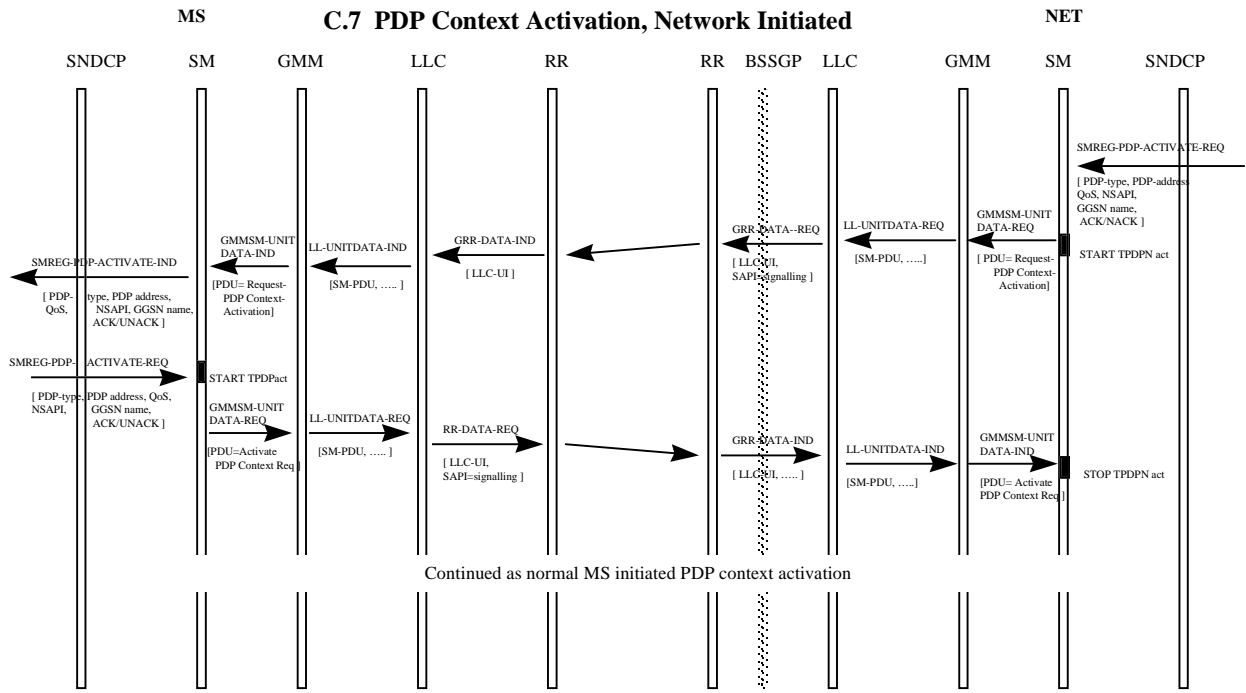 MS
C.7 PDP Context Activation, Network Initiated
NET
SNDCP SM GMM LLC RR RR BSSGP LLC GMM SM SNDCP
SMREG-PDP-ACTIVATE-REQ
[ PDP-type, PDP-address
QoS, NSAPI,
GGSN name,
ACK/NACK ]
GMMSM-UNIT
DATA-REQ
[ PDU= Request-
PDP Context-
Activation]
START TPDPN act
LL-UNITDATA-REQ
[SM-PDU, …..]
GRR-DATA--REQ
[ LLC-UI,
SAPI=signalling ]
GRR-DATA-IND
[ LLC-UI ]
LL-UNITDATA-IND
[SM-PDU, ….. ]
GMMSM-UNIT
DATA-IND
[PDU= Request-
PDP Context-
Activation]
SMREG-PDP-ACTIVATE-IND
[ PDP- type, PDP address,
QoS, NSAPI, GGSN name,
ACK/UNACK ]
SMREG-PDP- ACTIVATE-REQ
[ PDP-type, PDP address, QoS,
NSAPI, GGSN name,
ACK/UNACK ]
START TPDPact
GMMSM-UNIT
DATA-REQ
[PDU=Activate
PDP Context Req ]
LL-UNITDATA-REQ
[SM-PDU, ….. ]
RR-DATA-REQ
[ LLC-UI,
SAPI=signalling ]
GRR-DATA-IND
[ LLC-UI, ….. ]
LL-UNITDATA-IND
[SM-PDU, …..]
GMMSM-UNIT
DATA-IND
[PDU= Activate
PDP Context Req ]
STOP TPDPN act
Continued as normal MS initiated PDP context activation